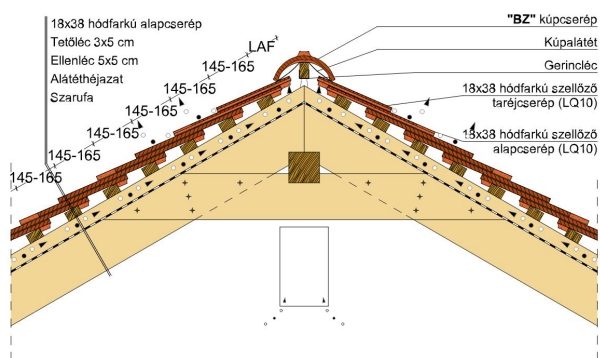 18x38 hódfarkú alapcserép
Tetőléc 3x5 cm
Ellenléc 5x5 cm
Alátéthéjazat
Szarufa
LAF
145-165
145-165
145-165
145-165
145-165
145-165
"BZ" kúpcserép
Kúpalátét
Gerincléc
18x38 hódfarkú szellőző
taréjcserép (LQ10)
18x38 hódfarkú szellőző
alapcserép (LQ10)